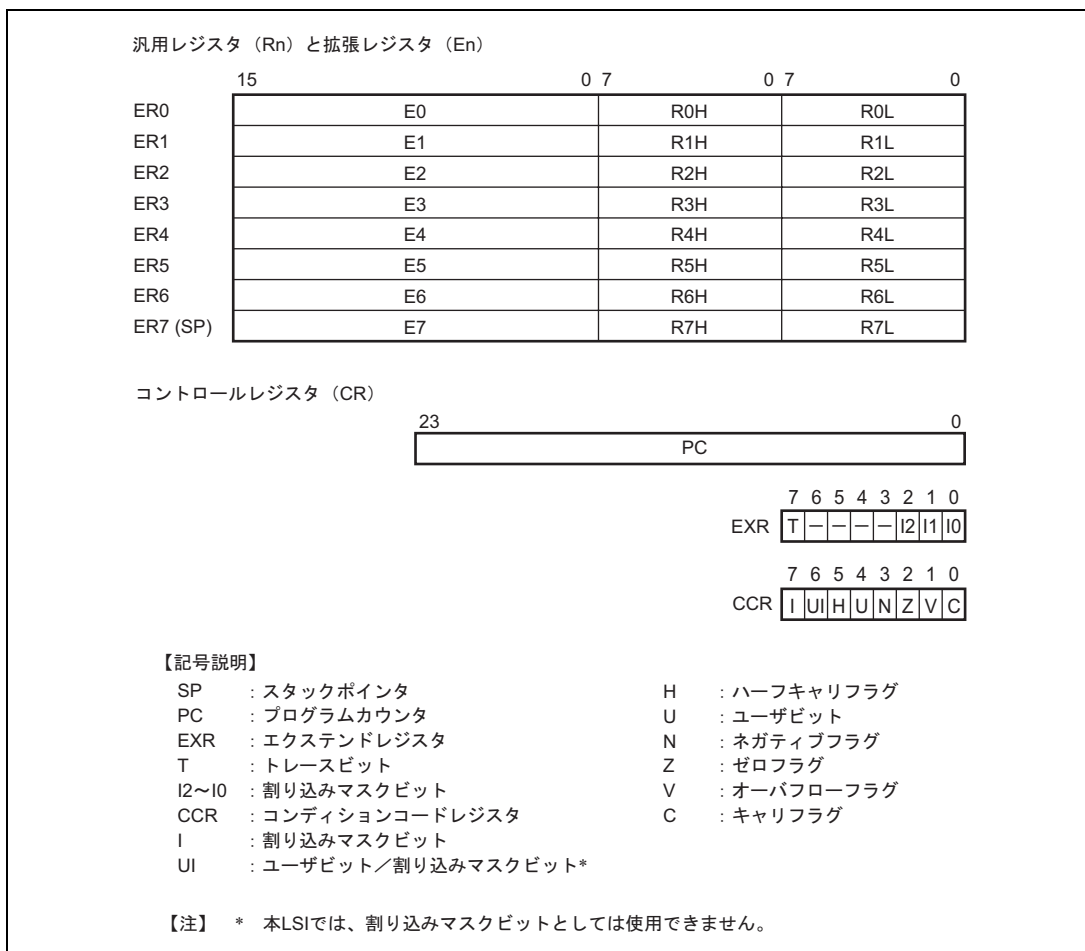 汎用レジスタ（Rn）と拡張レジスタ（En）
15 0 7 0 7 0
ER0 E0 R0H R0L
ER1 E1 R1H R1L
ER2 E2 R2H R2L
ER3 E3 R3H R3L
ER4 E4 R4H R4L
ER5 E5 R5H R5L
ER6 E6 R6H R6L
ER7 (SP) E7 R7H R7L
コントロールレジスタ（CR）
23 0
PC
7 6 5 4 3 2 1 0
EXR T － － － － I2 I1 I0
7 6 5 4 3 2 1 0
CCR I UI H U N Z V C
【記号説明】
SP ：スタックポインタ
PC ：プログラムカウンタ
EXR ：エクステンドレジスタ
T ：トレースビット
I2～I0 ：割り込みマスクビット
CCR ：コンディションコードレジスタ
I ：割り込みマスクビット
UI ：ユーザビット／割り込みマスクビット*
H ：ハーフキャリフラグ
U ：ユーザビット
N ：ネガティブフラグ
Z ：ゼロフラグ
V ：オーバフローフラグ
C ：キャリフラグ
【注】 * 本LSIでは、割り込みマスクビットとしては使用できません。